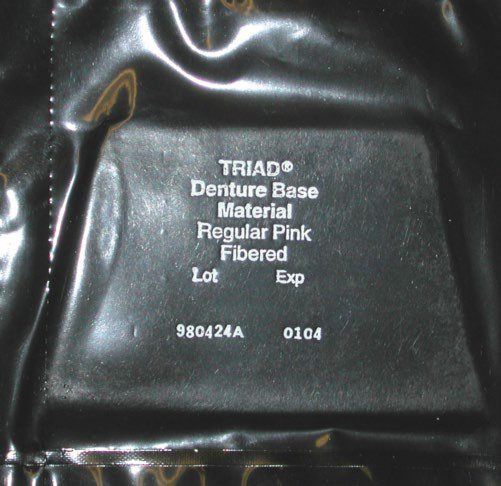 TRIAD®
Denture Base
Material
Regular Pink
Fibered
Lot Exp
980424A 0104